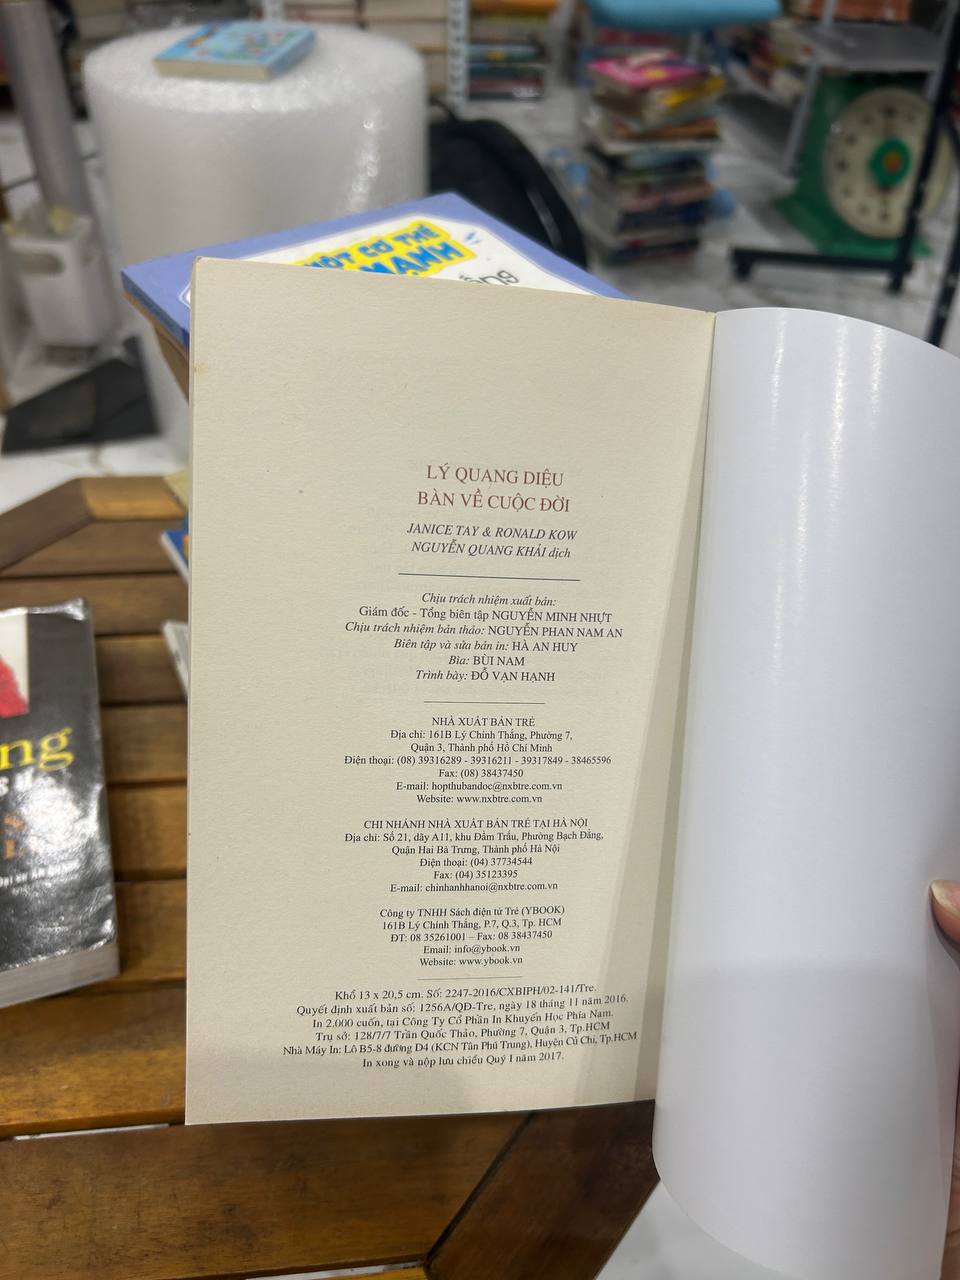 MỘT CƠ THỂ
MẠNH
LÝ QUANG DIỆU
BÀN VỀ CUỘC ĐỜI
JANICE TAY & RONALD KOW
NGUYỄN QUANG KHẢI dịch
Chịu trách nhiệm xuất bản:
Giám đốc - Tổng biên tập NGUYỄN MINH NHỰT
Chịu trách nhiệm bản thảo: NGUYỄN PHAN NAM AN
Biên tập và sửa bản in: HÀ AN HUY
Bìa: BÙI NAM
Trình bày: ĐỖ VẠN HẠNH
NHÀ XUẤT BẢN TRẺ
Địa chỉ: 161B Lý Chính Thắng, Phường 7,
Quận 3, Thành phố Hồ Chí Minh
Điện thoại: (08) 39316289 - 39316211 - 39317849 - 38465596
Fax: (08) 38437450
E-mail: hopthubandoc@nxbtre.com.vn
Website: www.nxbtre.com.vn
CHI NHÁNH NHÀ XUẤT BẢN TRẺ TẠI HÀ NỘI
Địa chỉ: Số 21, dãy A11, khu Đầm Trấu, Phường Bạch Đằng,
Quận Hai Bà Trưng, Thành phố Hà Nội
Điện thoại: (04) 37734544
Fax: (04) 35123395
E-mail: chinhanhhanoi@nxbtre.com.vn
Công ty TNHH Sách điện tử Trẻ (YBOOK)
161B Lý Chính Thắng, P.7, Q.3, Tp. HCM
ĐT: 08 35261001 – Fax: 08 38437450
Email: info@ybook.vn
Website: www.ybook.vn
Khổ 13 x 20,5 cm. Số: 2247-2016/CXBIPH/02-141/Tre.
Quyết định xuất bản số: 1256A/QĐ-Tre, ngày 18 tháng 11 năm 2016.
In 2.000 cuốn, tại Công Ty Cổ Phần In Khuyến Học Phía Nam.
Trụ sở: 128/7/7 Trần Quốc Thảo, Phường 7, Quận 3, Tp.HCM
Nhà Máy In: Lô B5-8 đường D4 (KCN Tân Phú Trung), Huyện Củ Chi, Tp.HCM
In xong và nộp lưu chiểu Quý I năm 2017.
ng